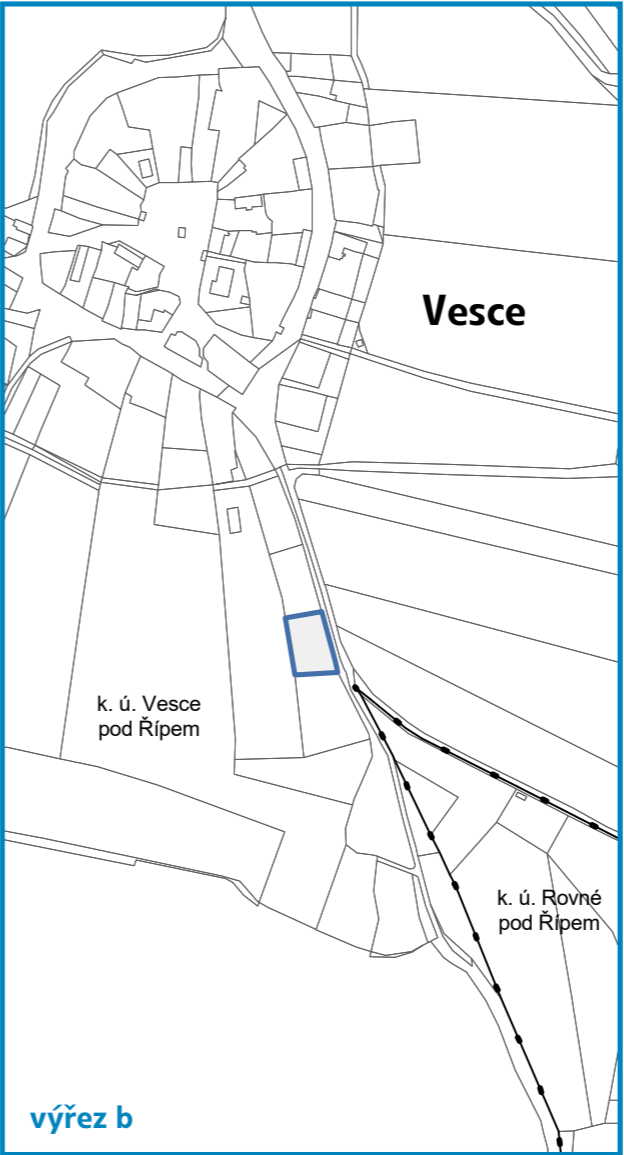 Vesce
k. ú. Vesce
pod Řípem
k. ú. Rovné
pod Řípem
výřez b